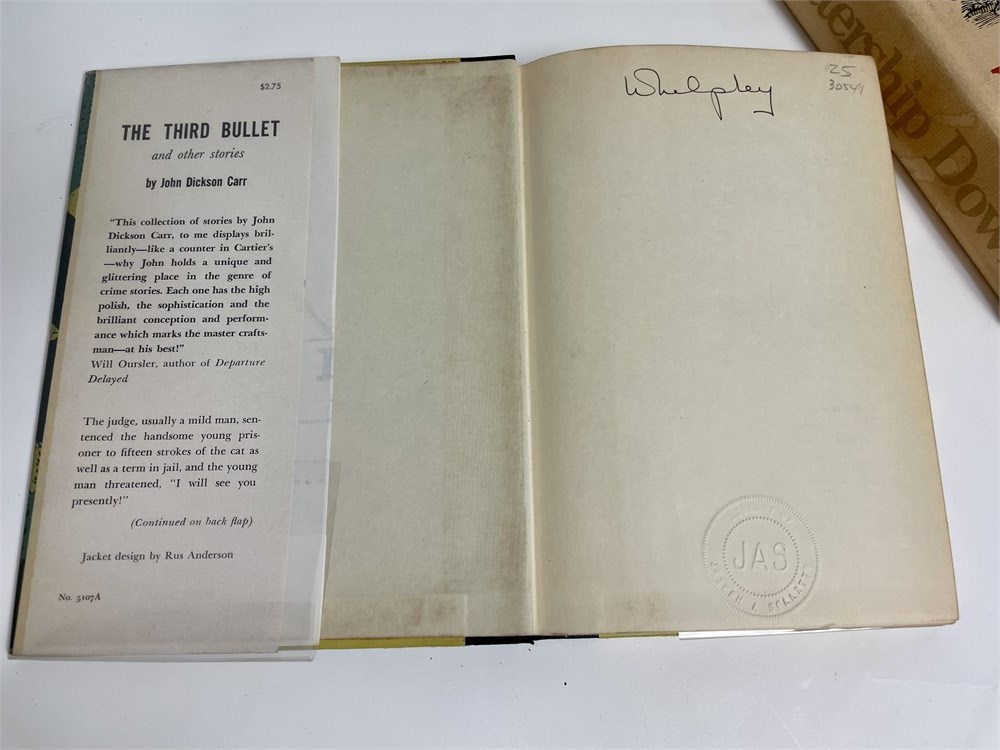 $2.75
THE THIRD BULLET
and other stories
by John Dickson Carr
"This collection of stories by John
Dickson Carr, to me displays bril-
liantly—like a counter in Cartier's
—why John holds a unique and
glittering place in the genre of
crime stories. Each one has the high
polish, the sophistication and the
brilliant conception and perform-
ance which marks the master crafts-
man—at his best!"
Will Oursler, author of Departure
Delayed
The judge, usually a mild man, sen-
tenced the handsome young pris-
oner to fifteen strokes of the cat as
well as a term in jail, and the young
man threatened, "I will see you
presently!"
(Continued on back flap)
Jacket design by Rus Anderson
No. 5107A
Whelpley
25
JAS
ership Dow